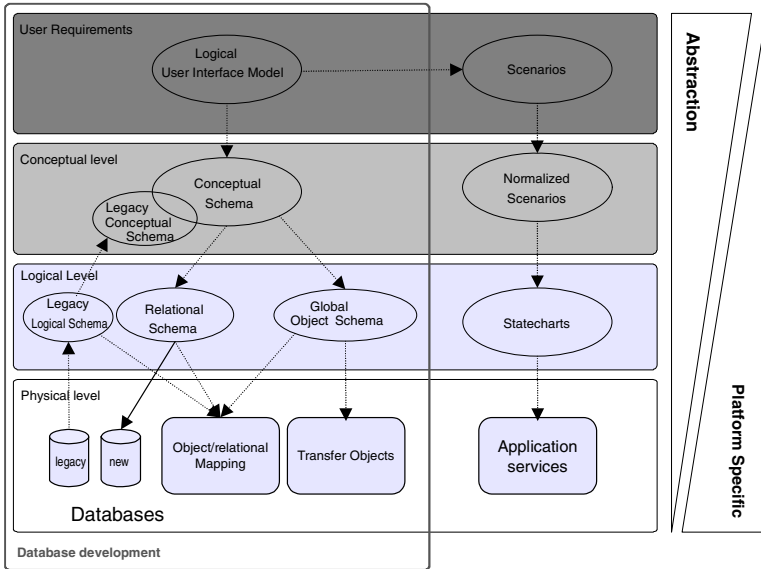 User Requirements
Logical
User Interface Model
Scenarios
Conceptual level
Conceptual
Schema
Legacy
Conceptual
Schema
Normalized
Scenarios
Logical Level
Legacy
Logical Schema
Relational
Schema
Global
Object Schema
Statecharts
Physical level
legacy
new
Object/relational
Mapping
Transfer Objects
Application
services
Databases
Database development
Abstraction
Platform Specific